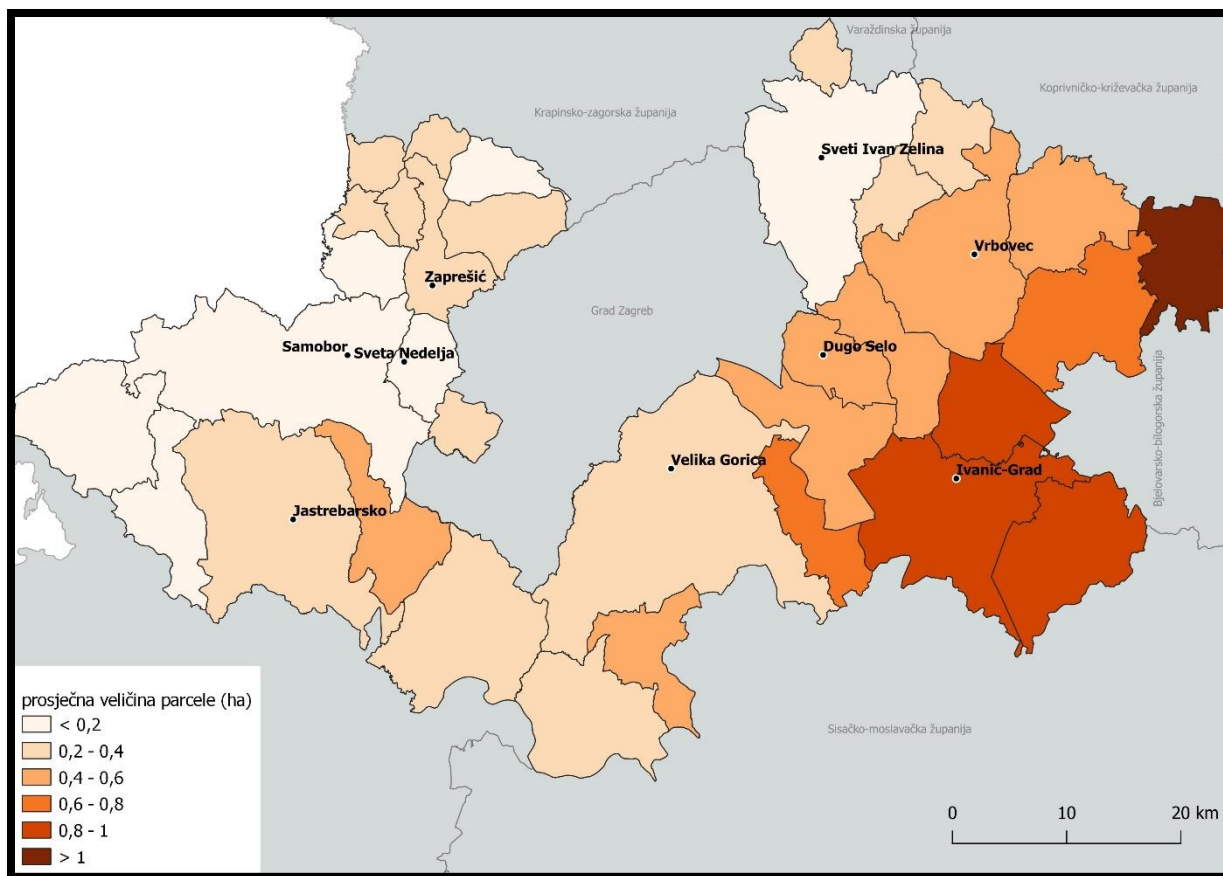 Varaždinska županija
Koprivničko-križevačka županija
Krapinsko-zagorska županija
Sveti Ivan Zelina
Vrbovec
Zaprešić
Grad Zagreb
Samobor
Sveta Nedelja
Dugo Selo
Bjelovarsko-bilogorska županija
Velika Gorica
Ivanić-Grad
Jastrebarsko
Sisačko-moslavačka županija
prosječna veličina parcele (ha)
< 0,2
0,2 - 0,4
0,4 - 0,6
0,6 - 0,8
0,8 - 1
> 1
0 10 20 km